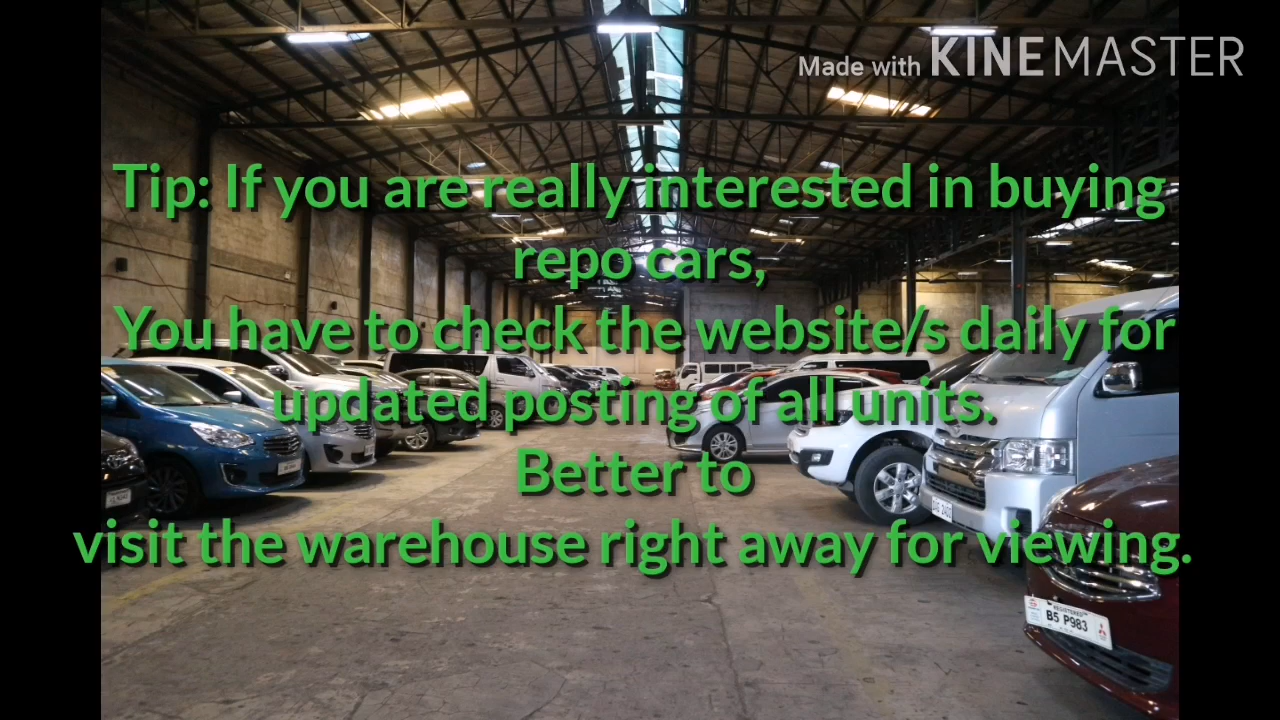 Made with KINEMASTER
Tip: If you are really interested in buying
repo cars,
You have to check the website/s daily for
updated posting of all units.
Better to
visit the warehouse right away for viewing.
REGISTERED
B5 P983